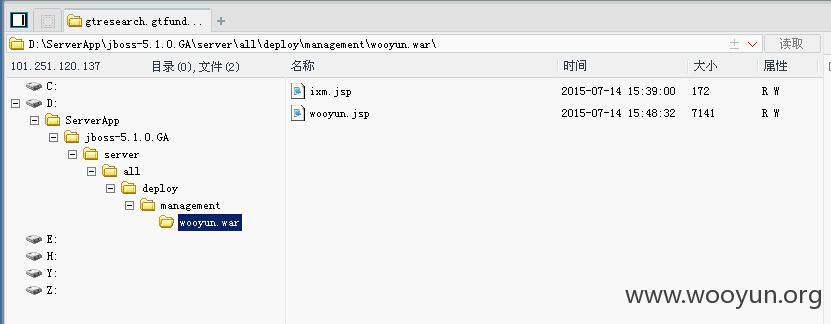 gtresearch.gtfund...
D:\ServerApp\jboss-5.1.0.GA\server\all\deploy\management\wooyun.war\ 读取
101.251.120.137 目录(0),文件(2) 名称 时间 大小 属性
C:
D:
ServerApp
jboss-5.1.0.GA
server
all
deploy
management
wooyun.war
E:
H:
Y:
Z:
ixm.jsp 2015-07-14 15:39:00 172 R W
wooyun.jsp 2015-07-14 15:48:32 7141 R W
www.wooyun.org